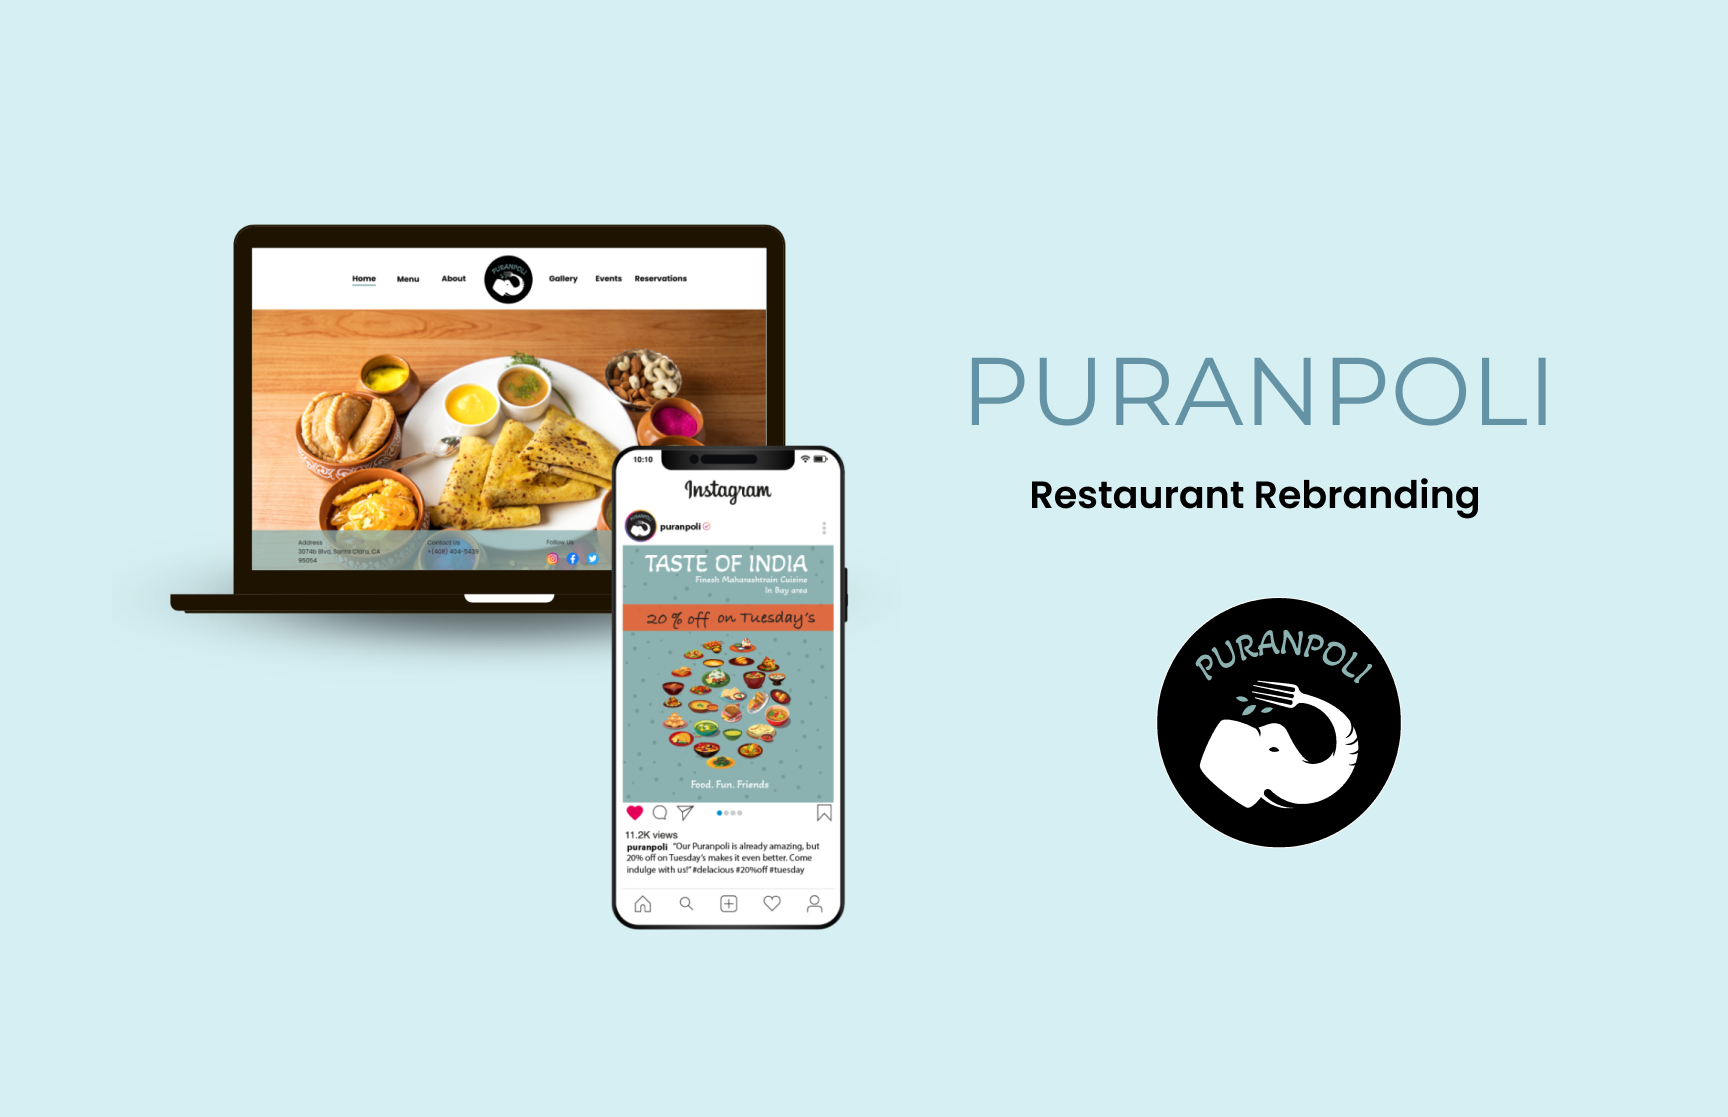 Home
Menu
About
PURANPOLI
Gallery
Events
Reservations
Address
3074b Blvd, Santa Clara, CA
95054
Contact Us
+(408) 404-5439
Follow Us
10:10
Instagram
PURANPOLI
puranpoli
TASTE OF INDIA
Finesh Maharashtrain Cuisine
In Bay area
20 % off on Tuesday's
Food. Fun. Friends
11.2K views
puranpoli "Our Puranpoli is already amazing, but
20% off on Tuesday's makes it even better. Come
indulge with us!" #delacious #20%off #tuesday
PURANPOLI
Restaurant Rebranding
PURANPOLI